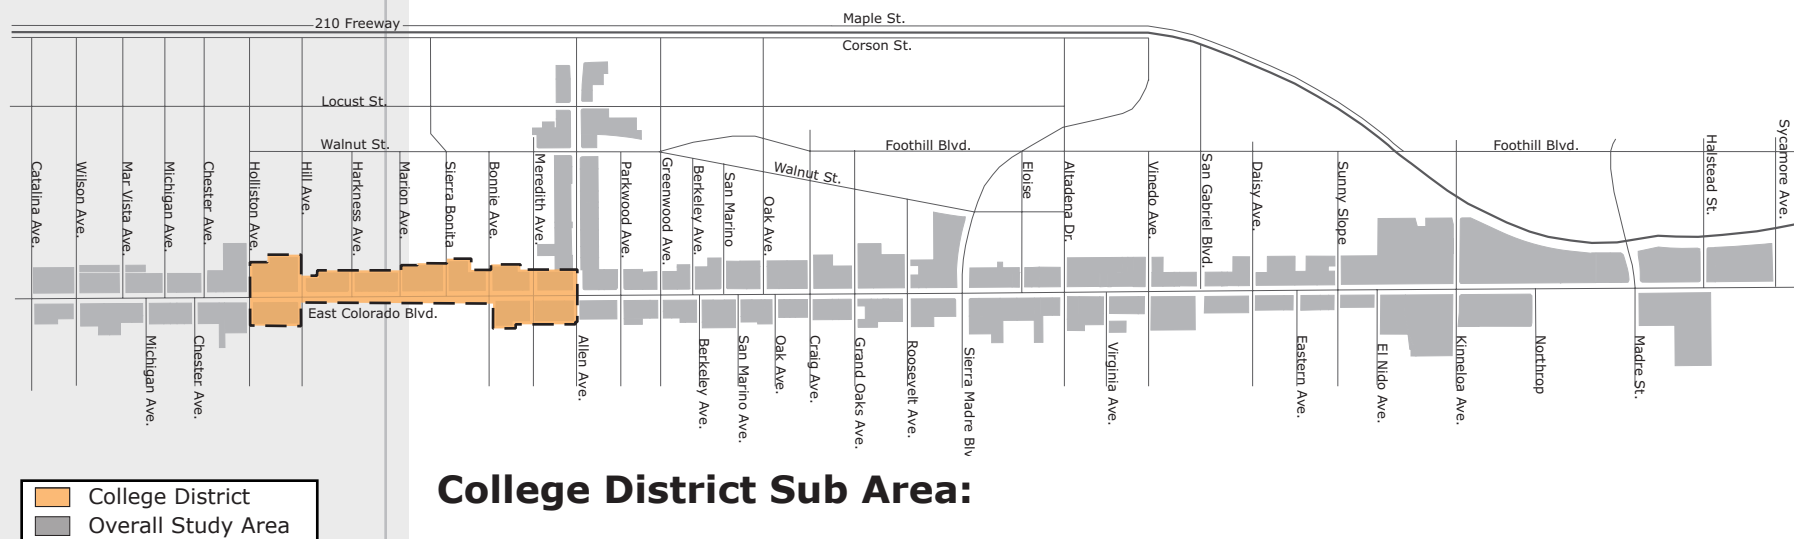 210 Freeway
Maple St.
Corson St.
Locust St.
Walnut St.
Foothill Blvd.
Foothill Blvd.
Walnut St.
Catalina Ave.
Wilson Ave.
Mar Vista Ave.
Michigan Ave.
Chester Ave.
Holliston Ave.
Hill Ave.
Harkness Ave.
Marion Ave.
Sierra Bonita
Bonnie Ave.
Meredith Ave.
Parkwood Ave.
Greenwood Ave.
Berkeley Ave.
San Marino
Oak Ave.
Eloise
Altadena Dr.
Vinedo Ave.
San Gabriel Blvd.
Daisy Ave.
Sunny Slope
Halstead St.
Sycamore Ave.
East Colorado Blvd.
Michigan Ave.
Chester Ave.
Allen Ave.
Berkeley Ave.
San Marino Ave.
Oak Ave.
Craig Ave.
Grand Oaks Ave.
Roosevelt Ave.
Sierra Madre Blv
Virginia Ave.
Eastern Ave.
El Nido Ave.
Kinneloa Ave.
Northrop
Madre St.
College District Sub Area:
College District
Overall Study Area